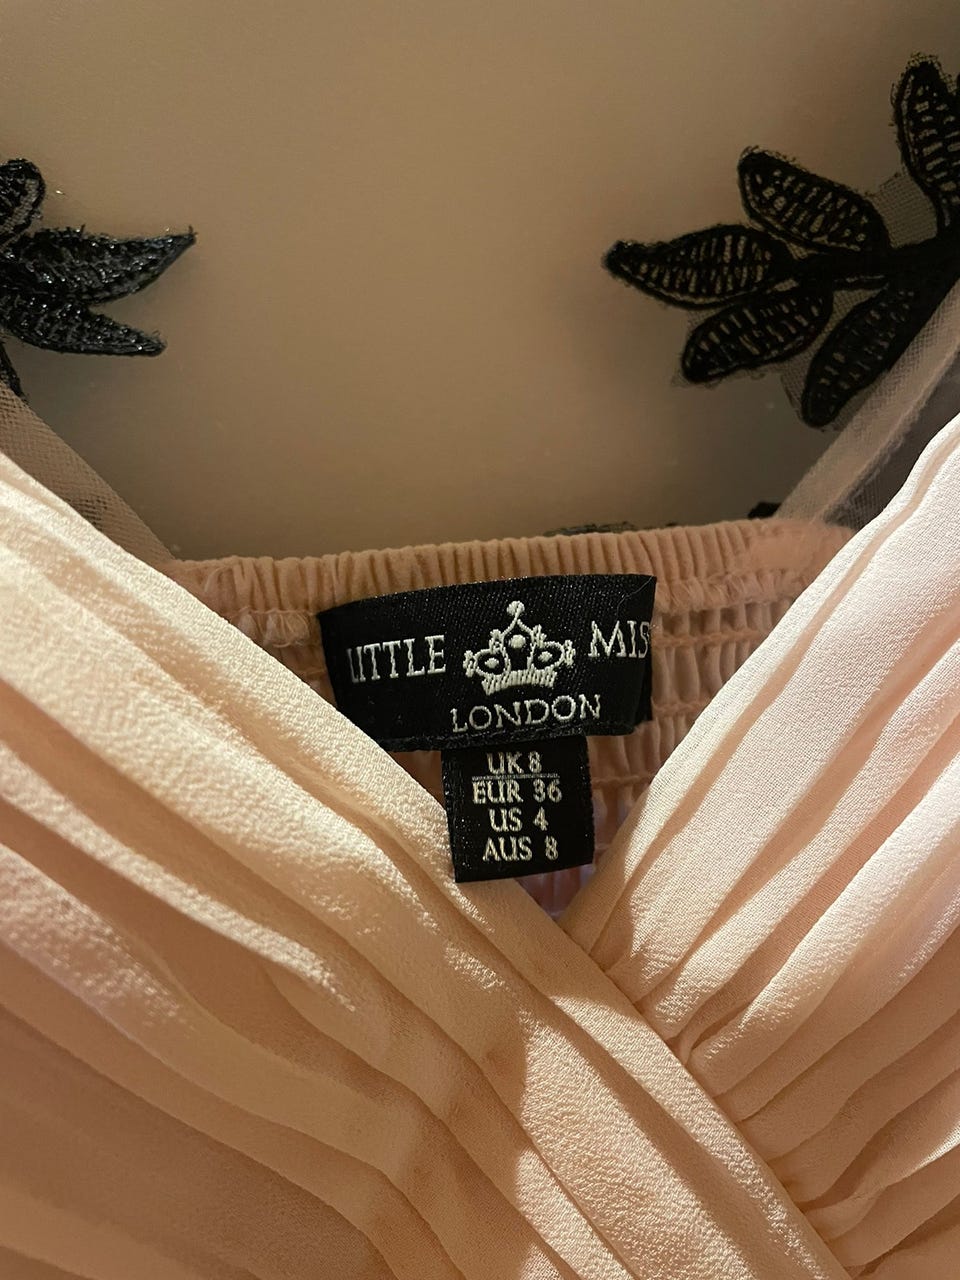 LITTLE MIS
LONDON
UK 8
EUR 36
US 4
AUS 8